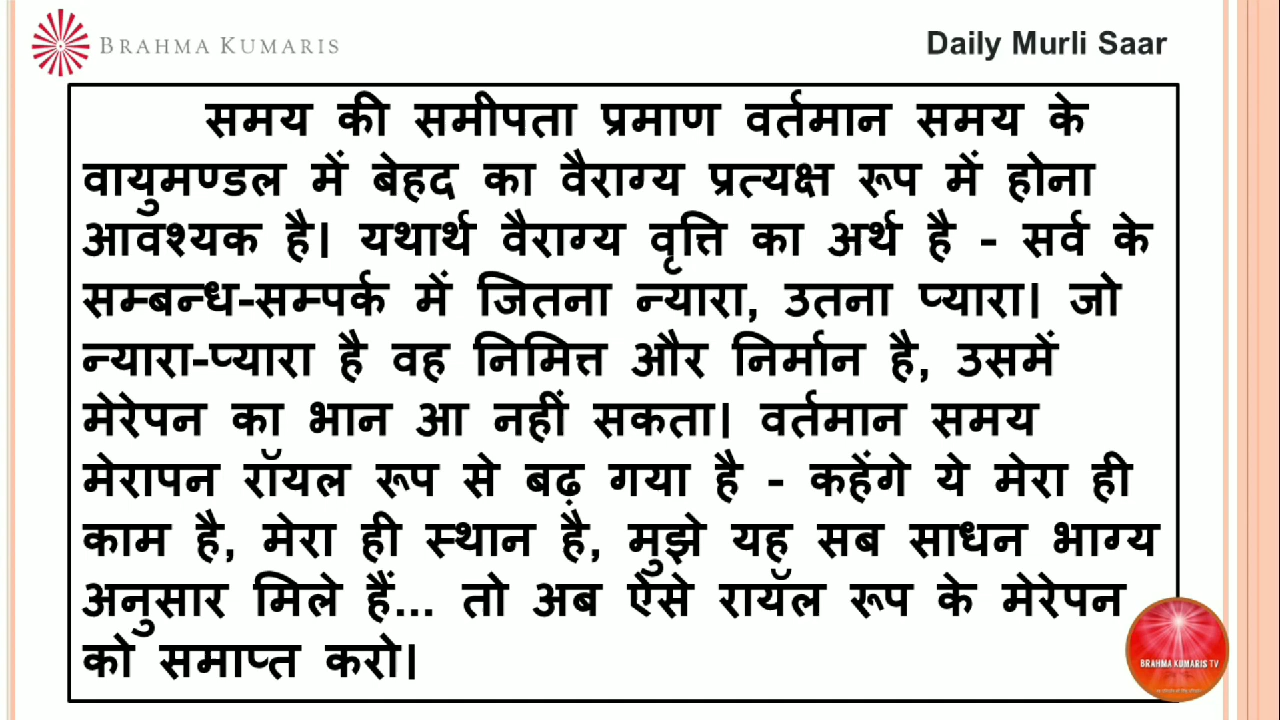 BRAHMA KUMARIS
Daily Murli Saar
समय की समीपता प्रमाण वर्तमान समय के
वायुमण्डल में बेहद का वैराग्य प्रत्यक्ष रूप में होना
आवश्यक है। यथार्थ वैराग्य वृत्ति का अर्थ है - सर्व के
सम्बन्ध-सम्पर्क में जितना न्यारा, उतना प्यारा। जो
न्यारा-प्यारा है वह निमित्त और निर्मान है, उसमें
मेरेपन का भान आ नहीं सकता। वर्तमान समय
मेरापन रॉयल रूप से बढ़ गया है - कहेंगे ये मेरा ही
काम है, मेरा ही स्थान है, मुझे यह सब साधन भाग्य
अनुसार मिले हैं... तो अब ऐसे रायॅल रूप के मेरेपन
को समाप्त करो।
BRAHMA KUMARIS TV